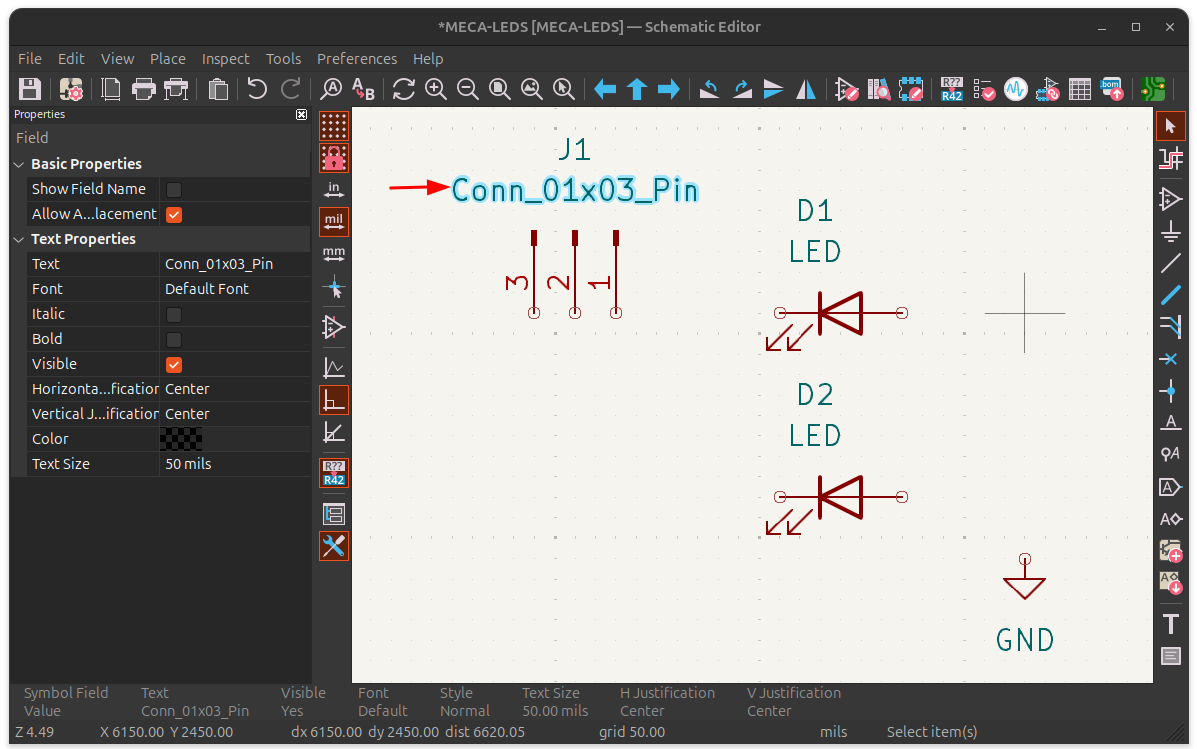 *MECA-LEDS [MECA-LEDS] — Schematic Editor
File Edit View Place Inspect Tools Preferences Help
A
A B
R??
R42
bom
Properties
Field
Basic Properties
Show Field Name
Allow A...lacement
Text Properties
Text Conn_01x03_Pin
Font Default Font
Italic
Bold
Visible
Horizonta...ification Center
Vertical J...ification Center
Color
Text Size 50 mils
in
mil
mm
R??
R42
J1
Conn_01x03_Pin
3 2 1
D1
LED
D2
LED
GND
A
A
A
A
A
T
Symbol Field Text Visible Font Style Text Size H Justification V Justification
Value Conn_01x03_Pin Yes Default Normal 50.00 mils Center Center
Z 4.49 X 6150.00 Y 2450.00 dx 6150.00 dy 2450.00 dist 6620.05 grid 50.00 mils Select item(s)